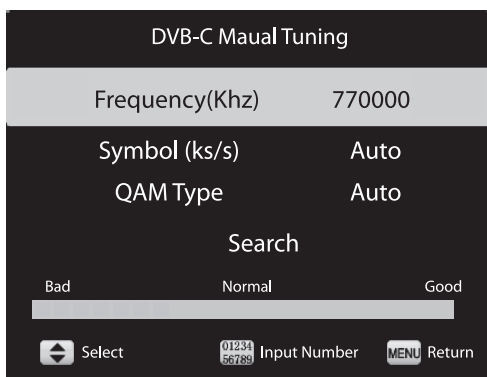 DVB-C Maual Tuning
Frequency(Khz) 770000
Symbol (ks/s) Auto
QAM Type Auto
Search
Bad Normal Good
Select 01234 56789 Input Number MENU Return